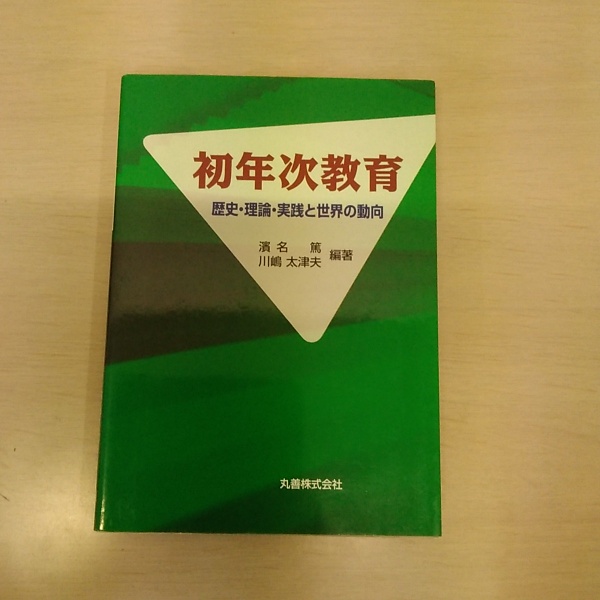 初年次教育
歴史・理論・実践と世界の動向
濱名 篤
川嶋 太津夫 編著
丸善株式会社